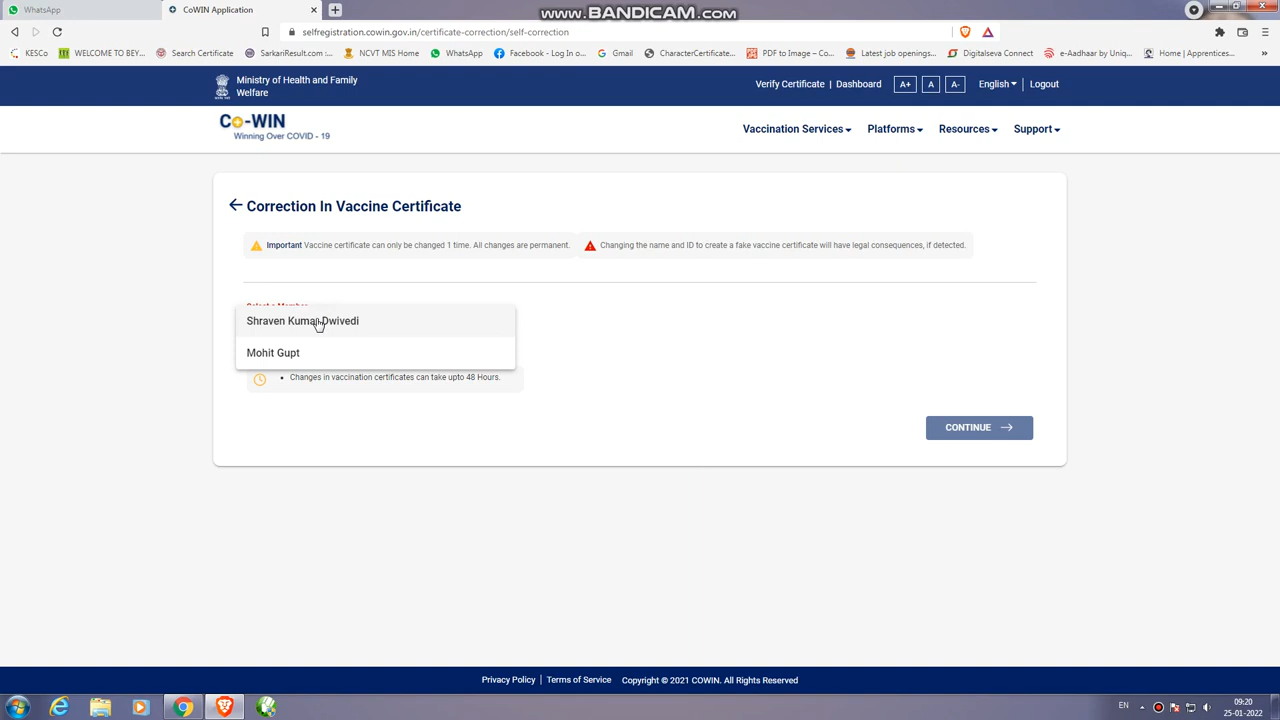 WhatsApp
CoWIN Application
www.BANDICAM.com
selfregistration.cowin.gov.in/certificate-correction/self-correction
KESCo
WELCOME TO BEY...
Search Certificate
SarkariResult.com :...
NCVT MIS Home
WhatsApp
Facebook - Log In o...
Gmail
CharacterCertificate...
PDF to Image – Co...
Latest job openings...
Digitalseva Connect
e-Aadhaar by Uniq...
Home | Apprentices...
Ministry of Health and Family
Welfare
Verify Certificate | Dashboard
A+ A A-
English
Logout
Co-WIN
Winning Over COVID - 19
Vaccination Services
Platforms
Resources
Support
Correction In Vaccine Certificate
Important Vaccine certificate can only be changed 1 time. All changes are permanent.
Changing the name and ID to create a fake vaccine certificate will have legal consequences, if detected.
Select a Member
Shraven Kumar Dwivedi
Mohit Gupt
• Changes in vaccination certificates can take upto 48 Hours.
CONTINUE
Privacy Policy | Terms of Service Copyright © 2021 COWIN. All Rights Reserved
EN
09:20
25-01-2022